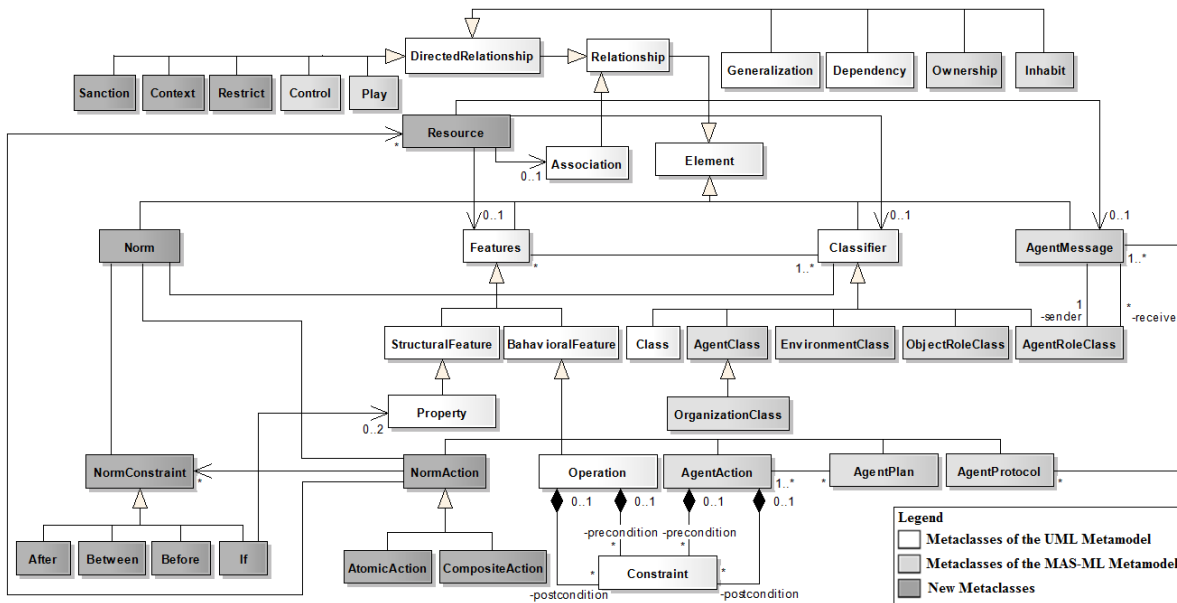 DirectedRelationship
Relationship
Generalization
Dependency
Ownership
Inhabit
Sanction
Context
Restrict
Control
Play
Resource
*
0..1
Association
Element
0..1
0..1
0..1
Norm
Features
Classifier
AgentMessage
*
1..*
1..*
1
-sender
*
-receive
StructuralFeature
BahavioralFeature
Class
AgentClass
EnvironmentClass
ObjectRoleClass
AgentRoleClass
Property
0..2
OrganizationClass
NormConstraint
*
NormAction
Operation
AgentAction
1..*
*
AgentPlan
AgentProtocol
*
0..1
0..1
0..1
0..1
-precondition
-precondition
*
*
After
Between
Before
If
AtomicAction
CompositeAction
*
Constraint
*
-postcondition
-postcondition
Legend
Metaclasses of the UML Metamodel
Metaclasses of the MAS-ML Metamodel
New Metaclasses